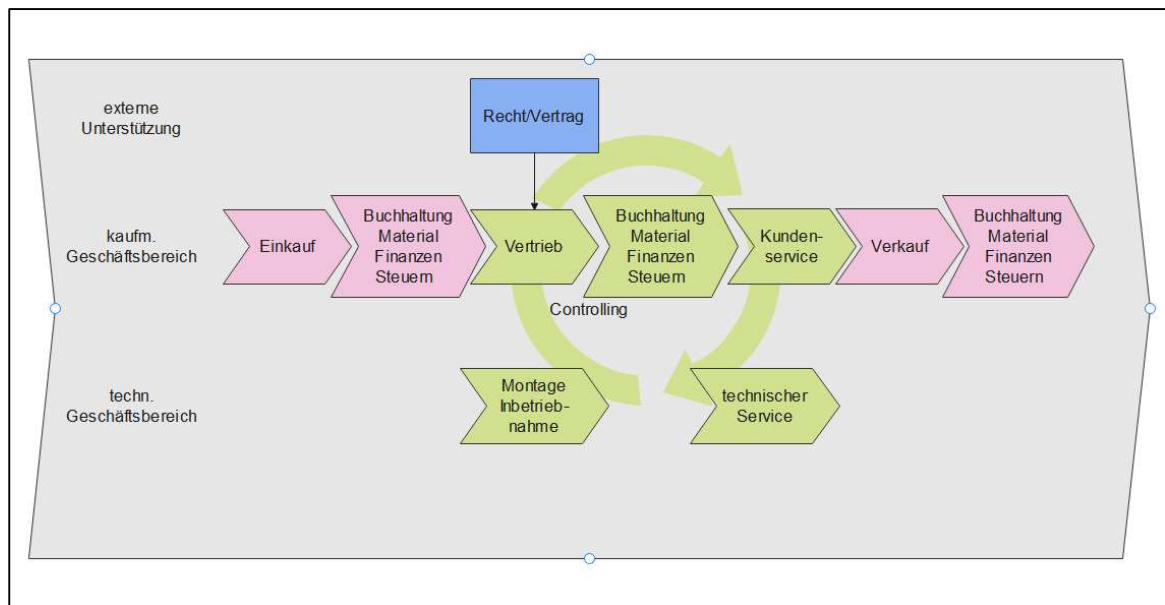 externe
Unterstützung
Recht/Vertrag
kaufm.
Geschäftsbereich
Einkauf
Buchhaltung
Material
Finanzen
Steuern
Vertrieb
Buchhaltung
Material
Finanzen
Steuern
Kunden-
service
Verkauf
Buchhaltung
Material
Finanzen
Steuern
Controlling
techn.
Geschäftsbereich
Montage
Inbetrieb-
nahme
technischer
Service